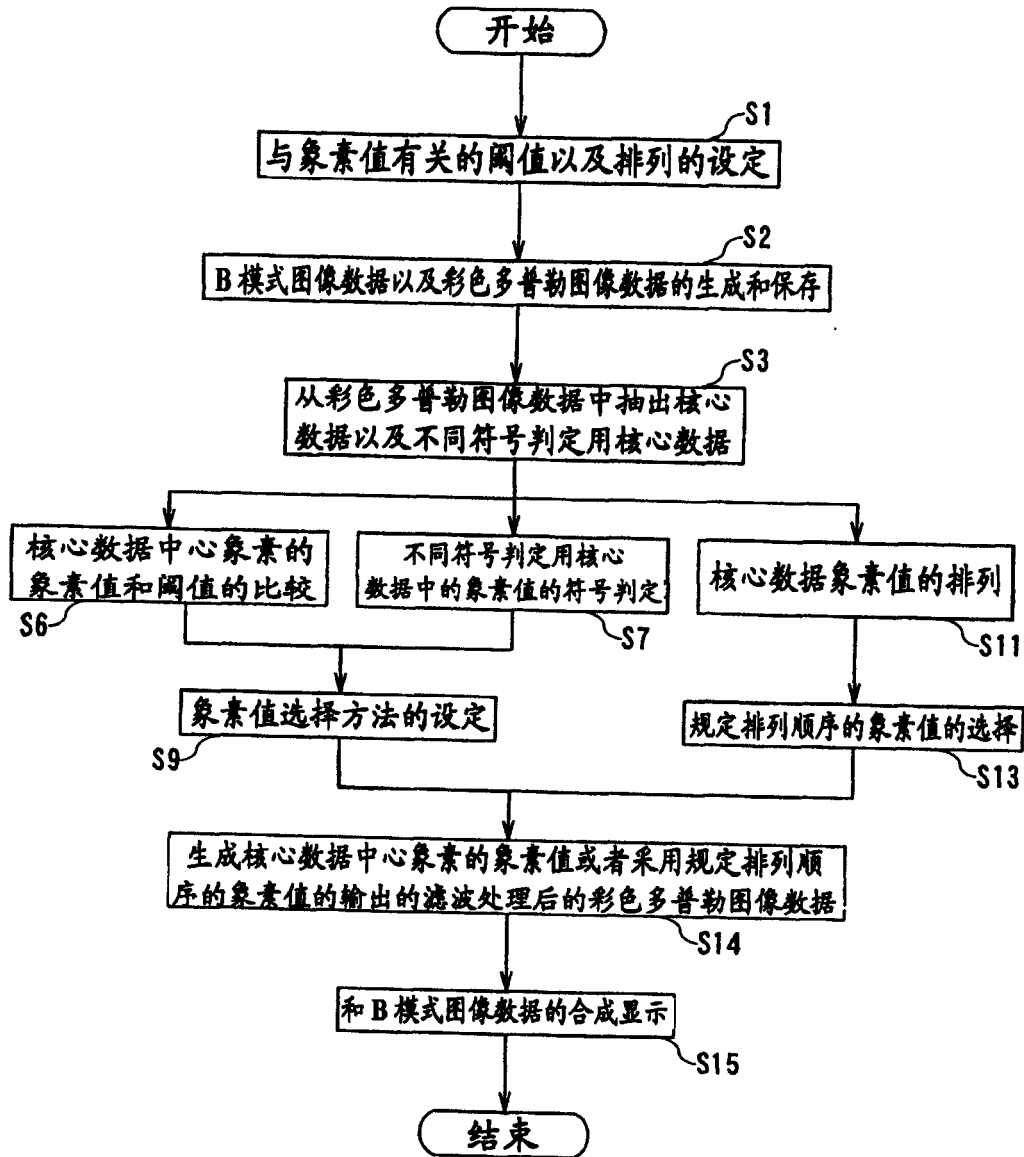 开始
S1
与象素值有关的阈值以及排列的设定
S2
B模式图像数据以及彩色多普勒图像数据的生成和保存
S3
从彩色多普勒图像数据中抽出核心
数据以及不同符号判定用核心数据
核心数据中心象素的
象素值和阈值的比较
S6
不同符号判定用核心
数据中的象素值的符号判定
S7
核心数据象素值的排列
S11
象素值选择方法的设定
S9
规定排列顺序的象素值的选择
S13
生成核心数据中心象素的象素值或者采用规定排列顺
序的象素值的输出的滤波处理后的彩色多普勒图像数据
S14
和B模式图像数据的合成显示
S15
结束